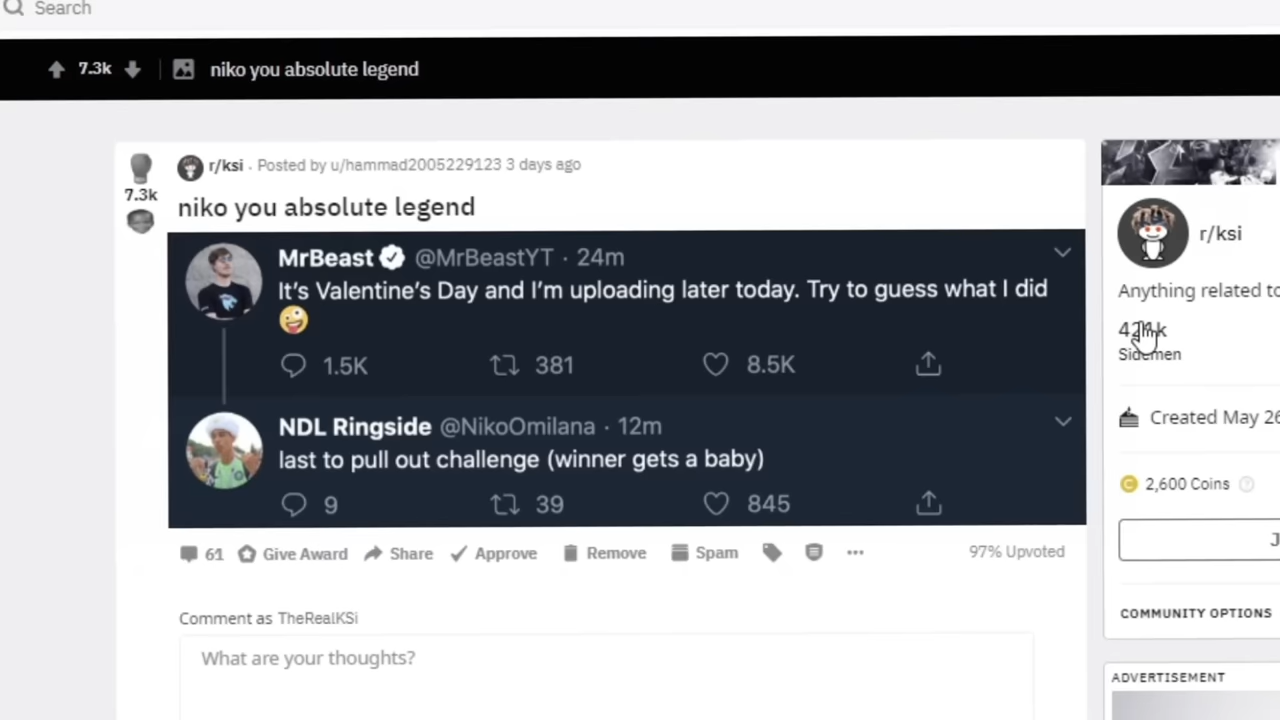 Search
7.3k niko you absolute legend
r/ksi · Posted by u/hammad2005229123 3 days ago
7.3k
niko you absolute legend
MrBeast @MrBeastYT · 24m
It's Valentine's Day and I'm uploading later today. Try to guess what I did
🤪
1.5K 381 8.5K
NDL Ringside @NikoOmilana · 12m
last to pull out challenge (winner gets a baby)
9 39 845
61 Give Award Share Approve Remove Spam ••• 97% Upvoted
Comment as TheRealKSi
What are your thoughts?
r/ksi
Anything related to
Sidemen
Created May 26
2,600 Coins
COMMUNITY OPTIONS
ADVERTISEMENT